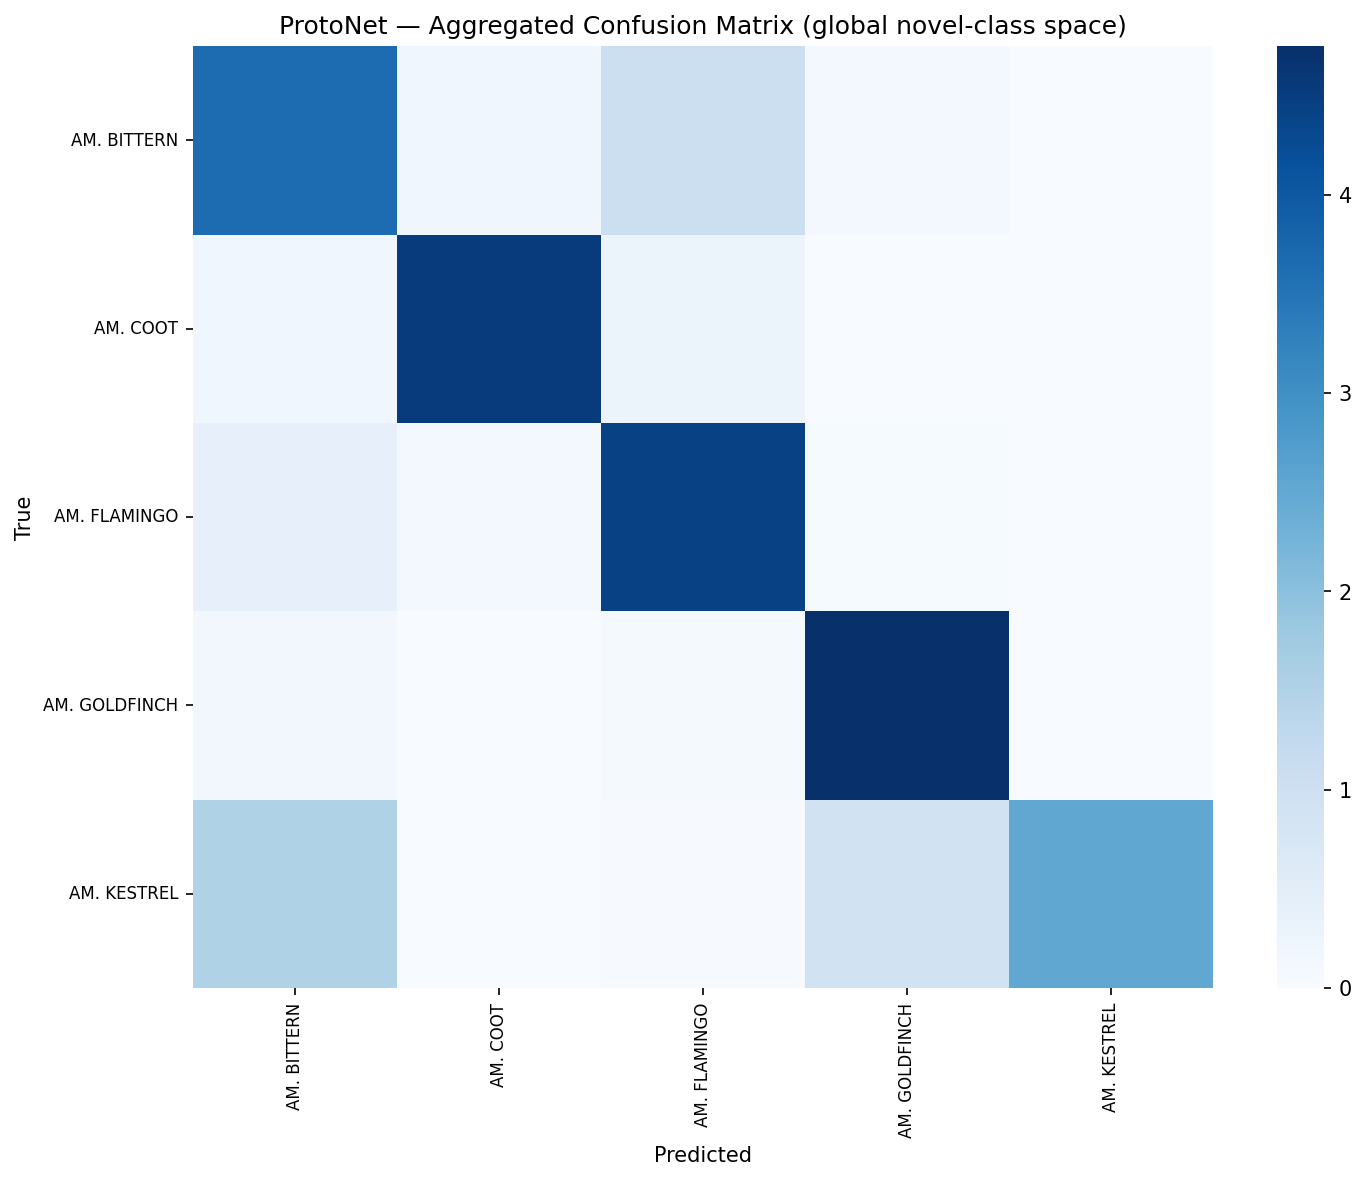 ProtoNet — Aggregated Confusion Matrix (global novel-class space)
AM. BITTERN
AM. COOT
AM. FLAMINGO
AM. GOLDFINCH
AM. KESTREL
True
AM. BITTERN
AM. COOT
AM. FLAMINGO
AM. GOLDFINCH
AM. KESTREL
Predicted
4
3
2
1
0